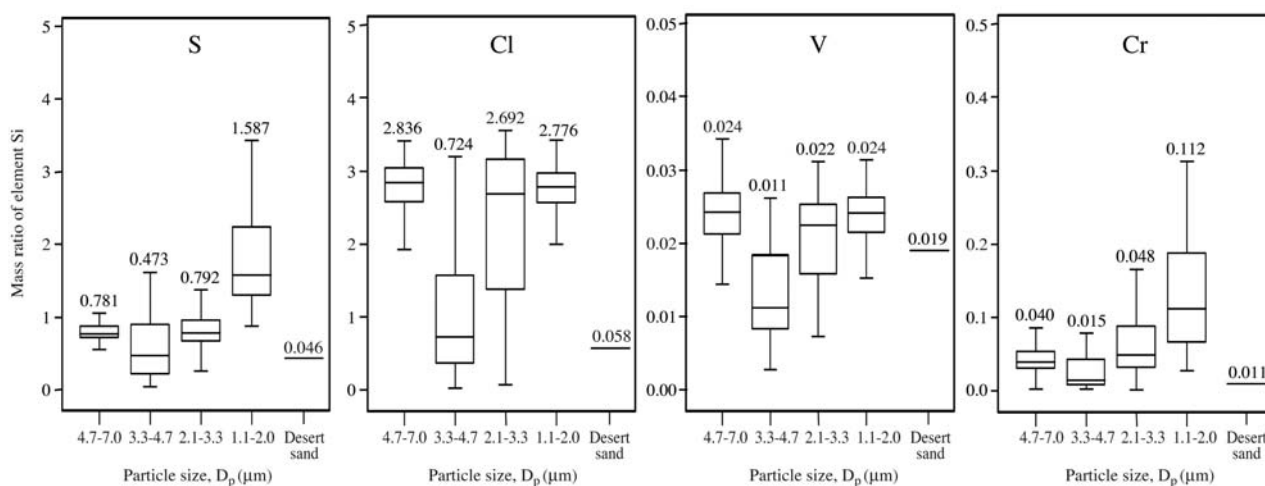 Mass ratio of element Si
S
5
4
3
2
1
0
0.781
0.473
0.792
1.587
0.046
4.7-7.0 3.3-4.7 2.1-3.3 1.1-2.0 Desert
sand
Particle size, Dp (μm)
Cl
5
4
3
2
1
0
2.836
0.724
2.692
2.776
0.058
4.7-7.0 3.3-4.7 2.1-3.3 1.1-2.0 Desert
sand
Particle size, Dp (μm)
V
0.05
0.04
0.03
0.02
0.01
0.00
0.024
0.011
0.022
0.024
0.019
4.7-7.0 3.3-4.7 2.1-3.3 1.1-2.0 Desert
sand
Particle size, Dp (μm)
Cr
0.5
0.4
0.3
0.2
0.1
0.0
0.040
0.015
0.048
0.112
0.011
4.7-7.0 3.3-4.7 2.1-3.3 1.1-2.0 Desert
sand
Particle size, Dp (μm)